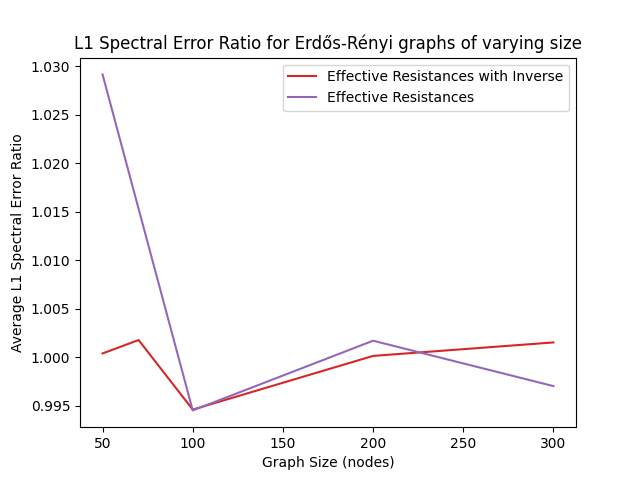 L1 Spectral Error Ratio for Erdős-Rényi graphs of varying size
Effective Resistances with Inverse
Effective Resistances
Average L1 Spectral Error Ratio
1.030
1.025
1.020
1.015
1.010
1.005
1.000
0.995
50
100
150
200
250
300
Graph Size (nodes)